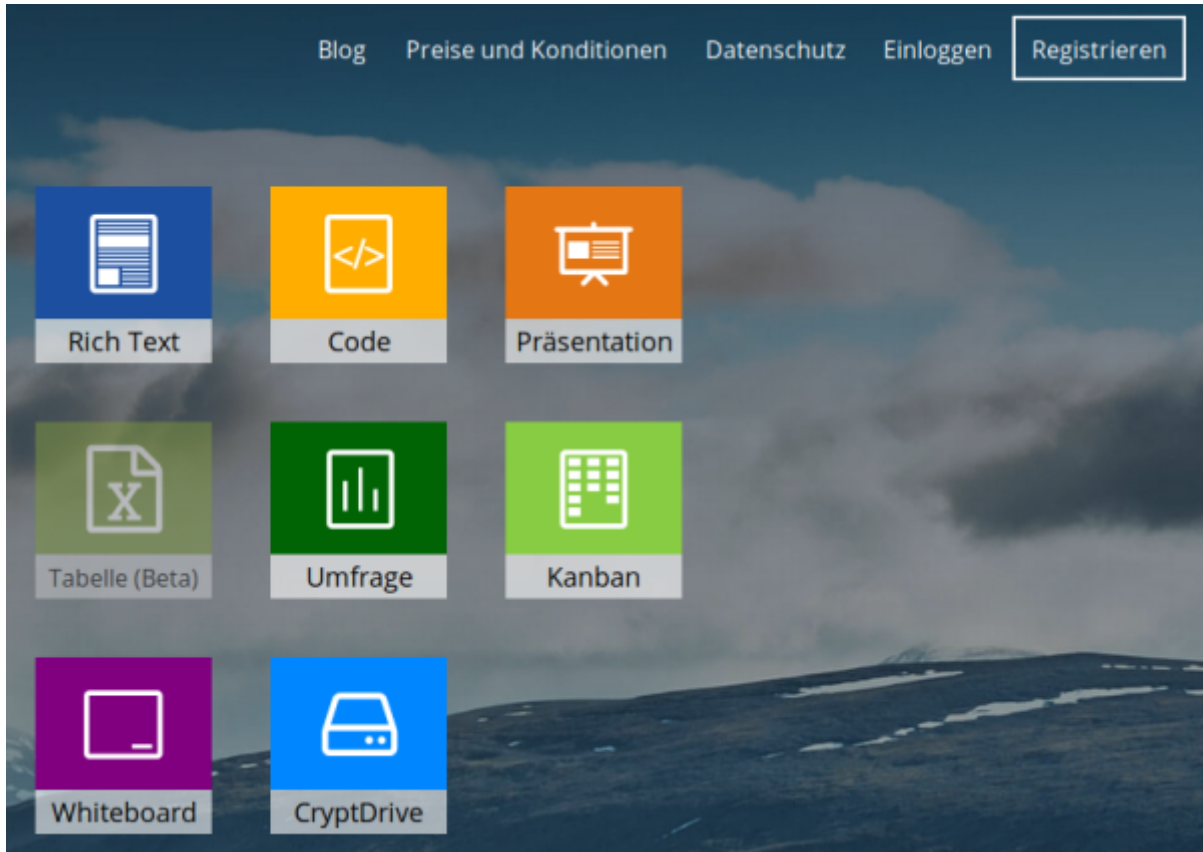 Blog Preise und Konditionen Datenschutz Einloggen Registrieren
</>
Rich Text Code Präsentation
X
Tabelle (Beta) Umfrage Kanban
Whiteboard CryptDrive